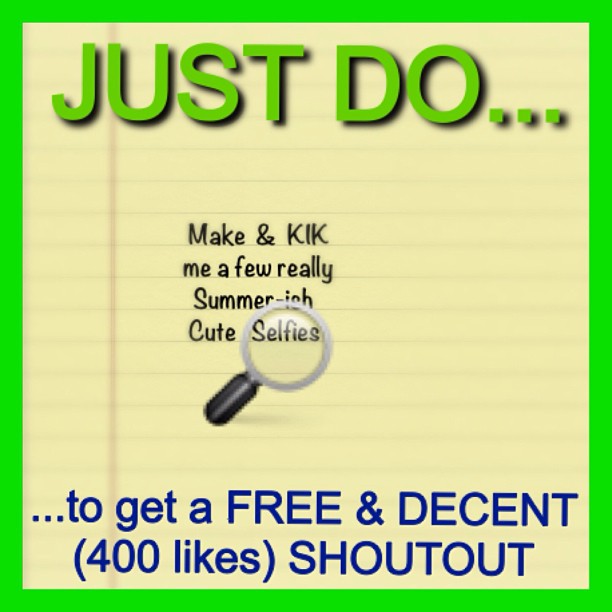 JUST DO...
Make & KIK
me a few really
Summer-ish
Cute Selfies
...to get a FREE & DECENT
(400 likes) SHOUTOUT